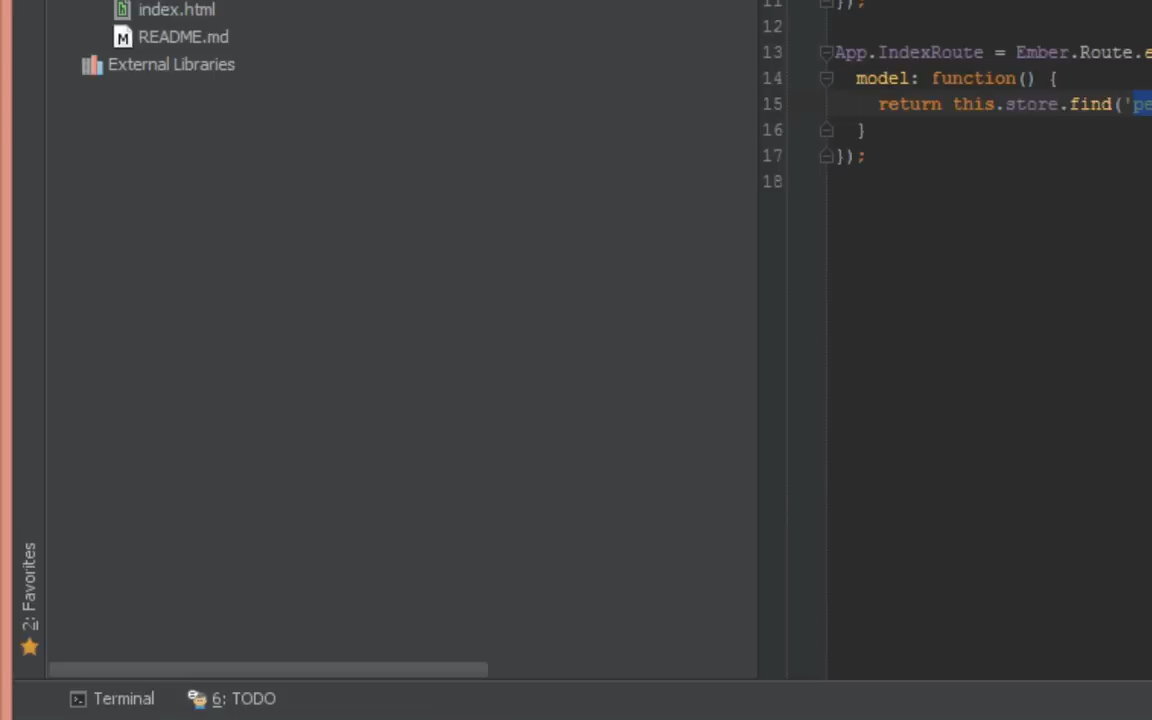 index.html
README.md
External Libraries
11 });
12
13 App.IndexRoute = Ember.Route.e
14 model: function() {
15 return this.store.find('pe
16 }
17 });
18
2: Favorites
Terminal
6: TODO